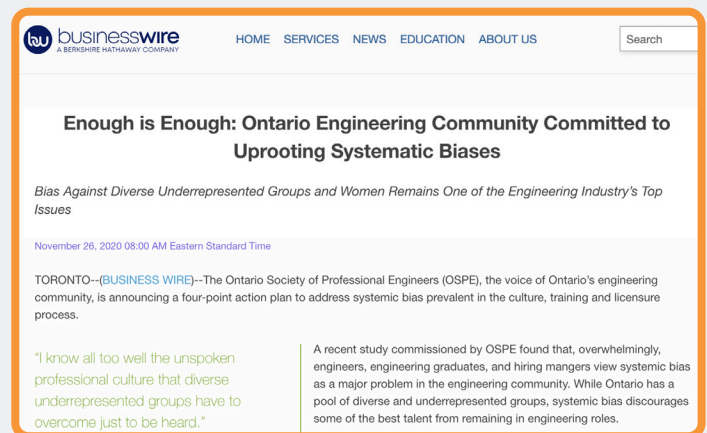 businesswire
A BERKSHIRE HATHAWAY COMPANY
HOME SERVICES NEWS EDUCATION ABOUT US
Search
Enough is Enough: Ontario Engineering Community Committed to
Uprooting Systematic Biases
Bias Against Diverse Underrepresented Groups and Women Remains One of the Engineering Industry's Top
Issues
November 26, 2020 08:00 AM Eastern Standard Time
TORONTO--(BUSINESS WIRE)--The Ontario Society of Professional Engineers (OSPE), the voice of Ontario's engineering
community, is announcing a four-point action plan to address systemic bias prevalent in the culture, training and licensure
process.
"I know all too well the unspoken
professional culture that diverse
underrepresented groups have to
overcome just to be heard."
A recent study commissioned by OSPE found that, overwhelmingly,
engineers, engineering graduates, and hiring mangers view systemic bias
as a major problem in the engineering community. While Ontario has a
pool of diverse and underrepresented groups, systemic bias discourages
some of the best talent from remaining in engineering roles.